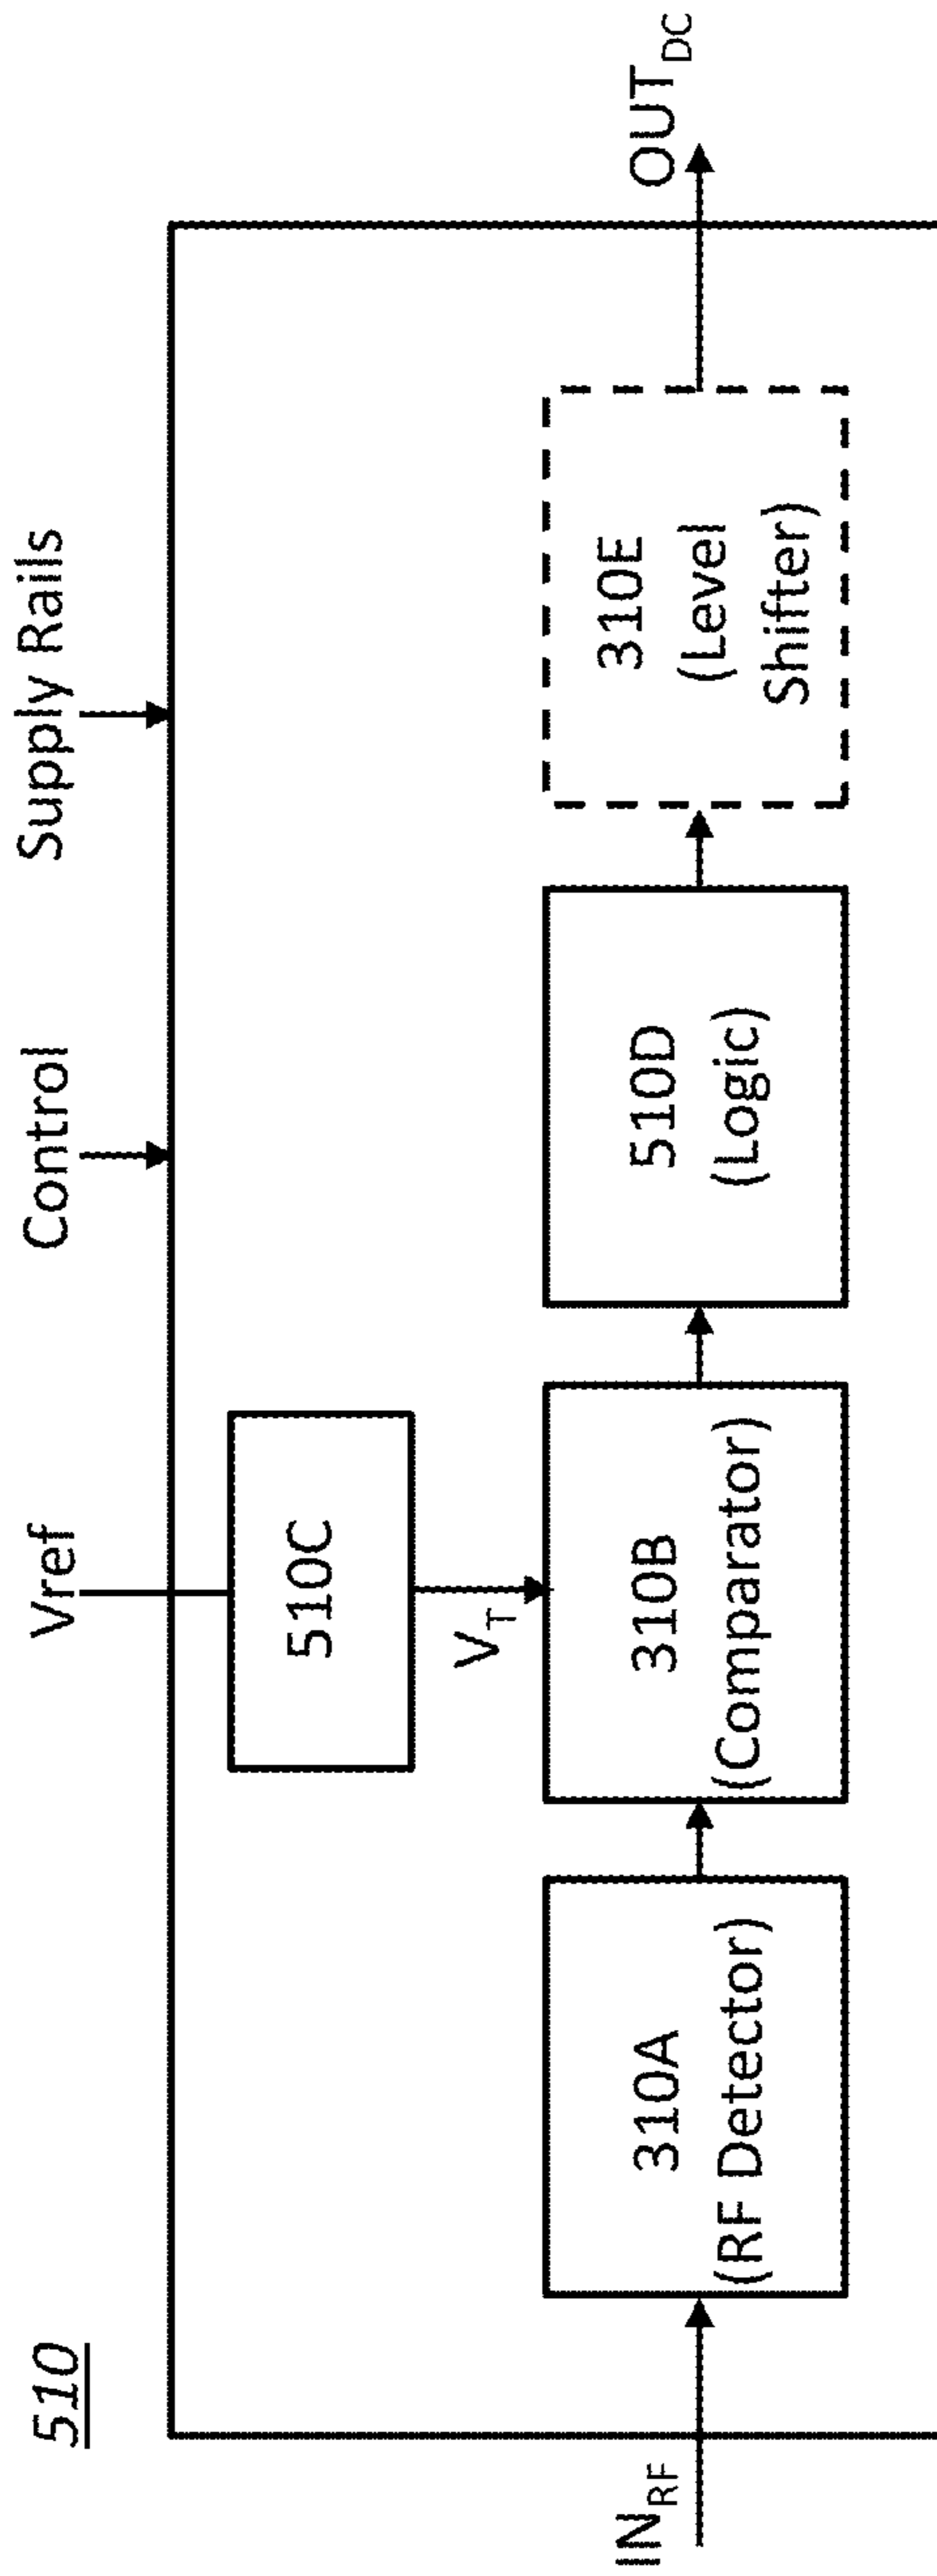 510
Vref
Control
Supply Rails
510C
V_T
IN_RF
310A
(RF Detector)
310B
(Comparator)
510D
(Logic)
310E
(Level
Shifter)
OUT_DC